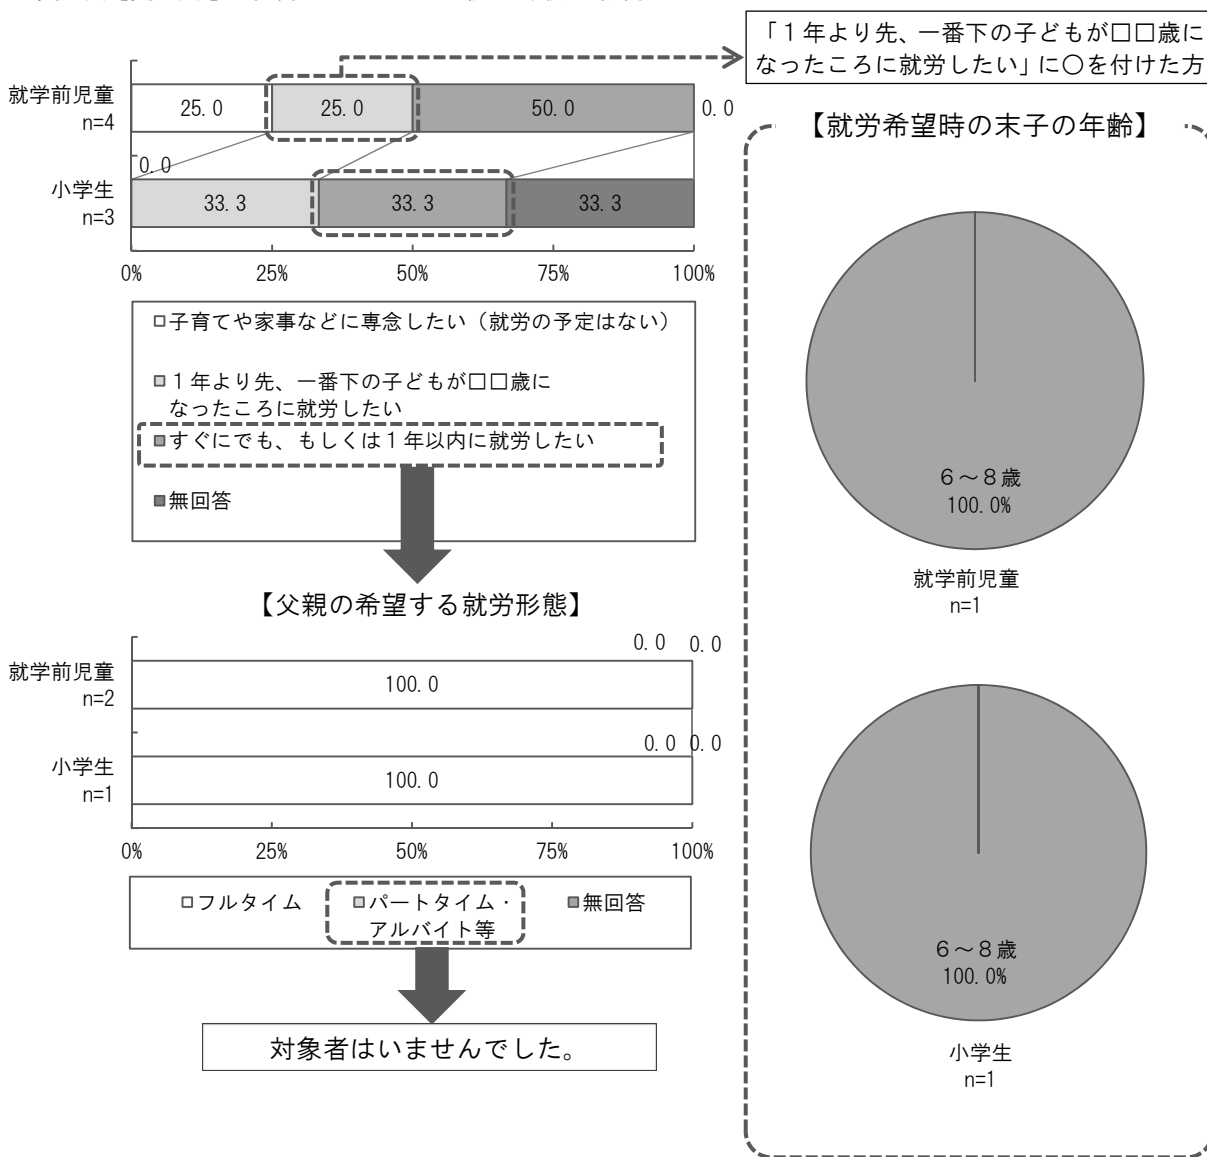 「１年より先、一番下の子どもが□□歳に
なったころに就労したい」に○を付けた方
就学前児童
n=4
25.0
25.0
50.0
0.0
0.0
小学生
n=3
33.3
33.3
33.3
0%
25%
50%
75%
100%
子育てや家事などに専念したい（就労の予定はない）
１年より先、一番下の子どもが□□歳に
なったころに就労したい
すぐにでも、もしくは１年以内に就労したい
無回答
【父親の希望する就労形態】
0.0
0.0
就学前児童
n=2
100.0
0.0
0.0
小学生
n=1
100.0
0%
25%
50%
75%
100%
フルタイム
パートタイム・
アルバイト等
無回答
対象者はいませんでした。
【就労希望時の末子の年齢】
６～８歳
100.0%
就学前児童
n=1
６～８歳
100.0%
小学生
n=1